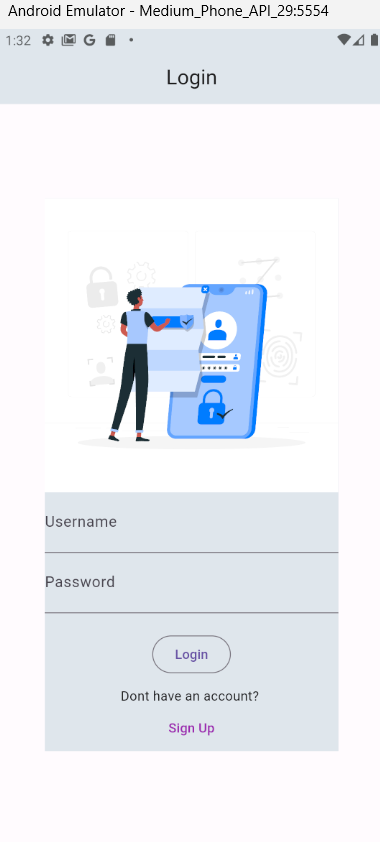 Android Emulator - Medium_Phone_API_29:5554
1:32
Login
Username
Password
Login
Dont have an account?
Sign Up